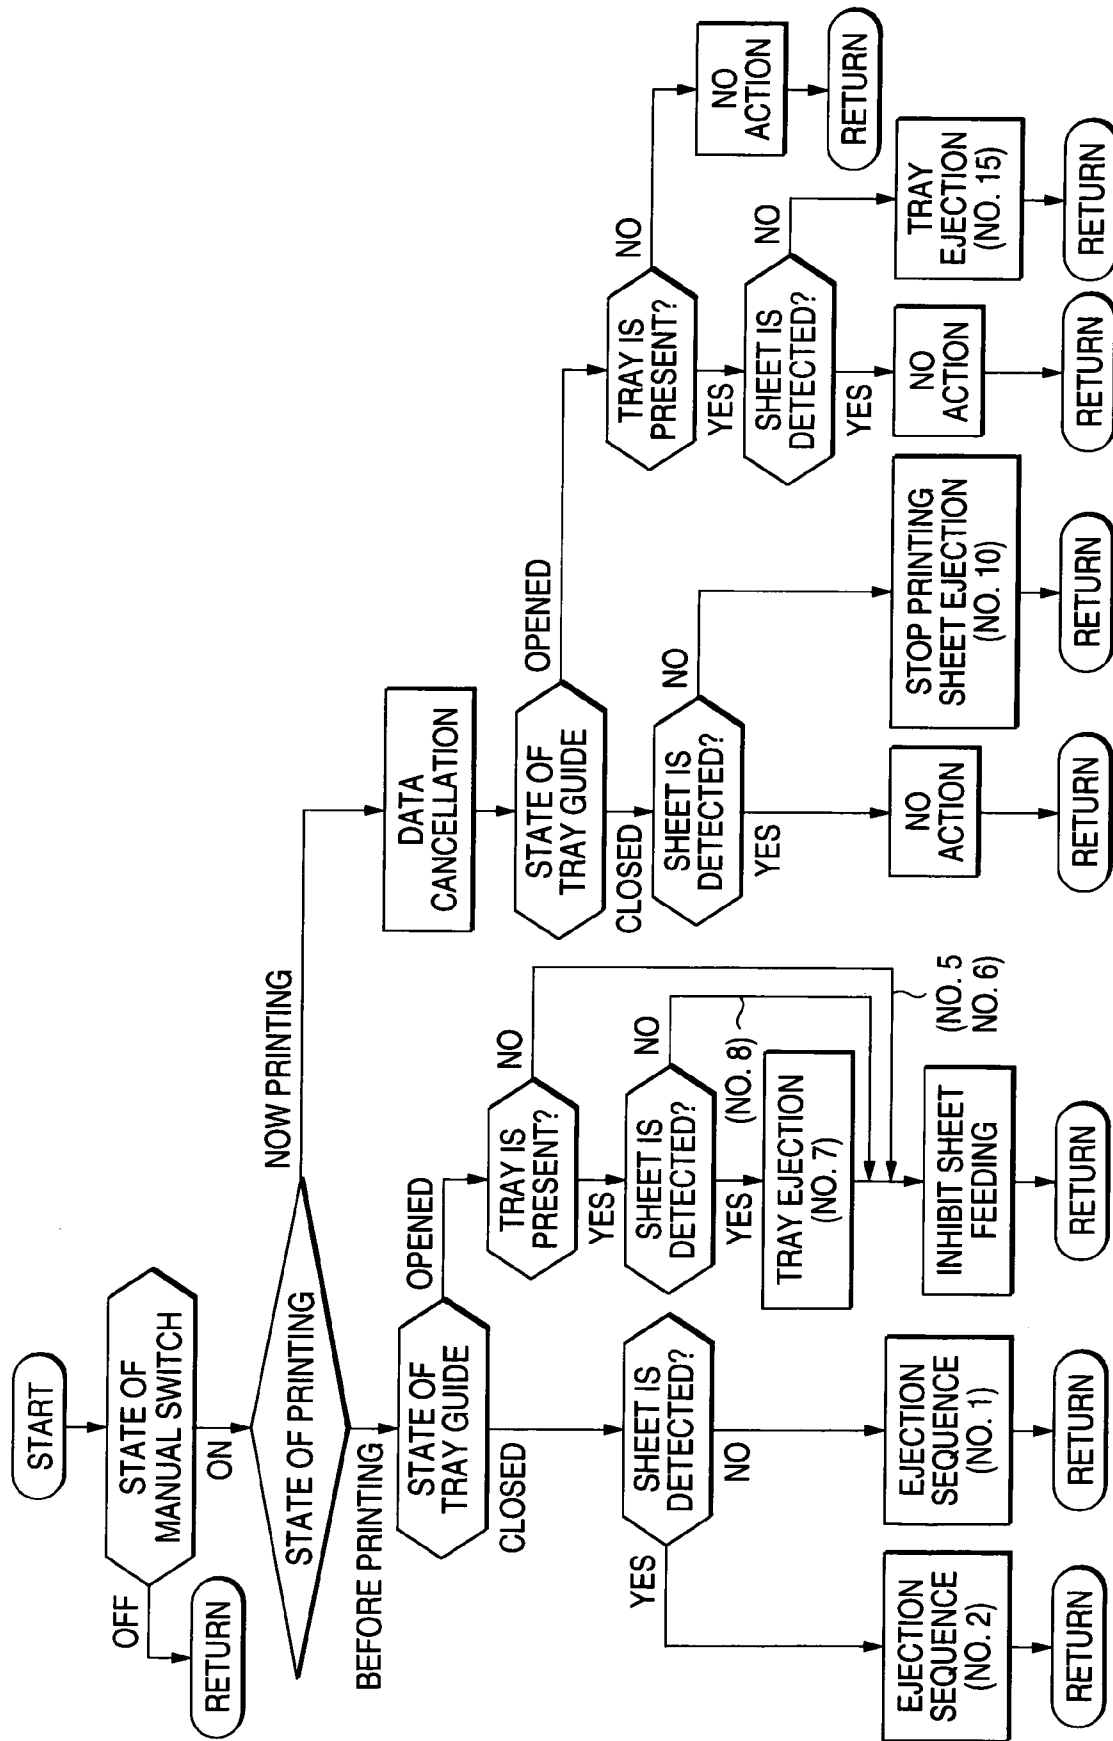 START
STATE OF
MANUAL SWITCH
OFF
RETURN
ON
STATE OF PRINTING
BEFORE PRINTING
NOW PRINTING
STATE OF
TRAY GUIDE
OPENED
CLOSED
SHEET IS
DETECTED?
YES
NO
EJECTION
SEQUENCE
(NO. 2)
RETURN
EJECTION
SEQUENCE
(NO. 1)
RETURN
TRAY IS
PRESENT?
NO
YES
SHEET IS
DETECTED?
NO
YES
(NO. 8)
TRAY EJECTION
(NO. 7)
(NO. 5
NO. 6)
INHIBIT SHEET
FEEDING
RETURN
DATA
CANCELLATION
STATE OF
TRAY GUIDE
OPENED
CLOSED
SHEET IS
DETECTED?
NO
YES
NO
ACTION
RETURN
STOP PRINTING
SHEET EJECTION
(NO. 10)
RETURN
TRAY IS
PRESENT?
NO
YES
SHEET IS
DETECTED?
NO
YES
NO
ACTION
RETURN
TRAY
EJECTION
(NO. 15)
RETURN
NO
ACTION
RETURN